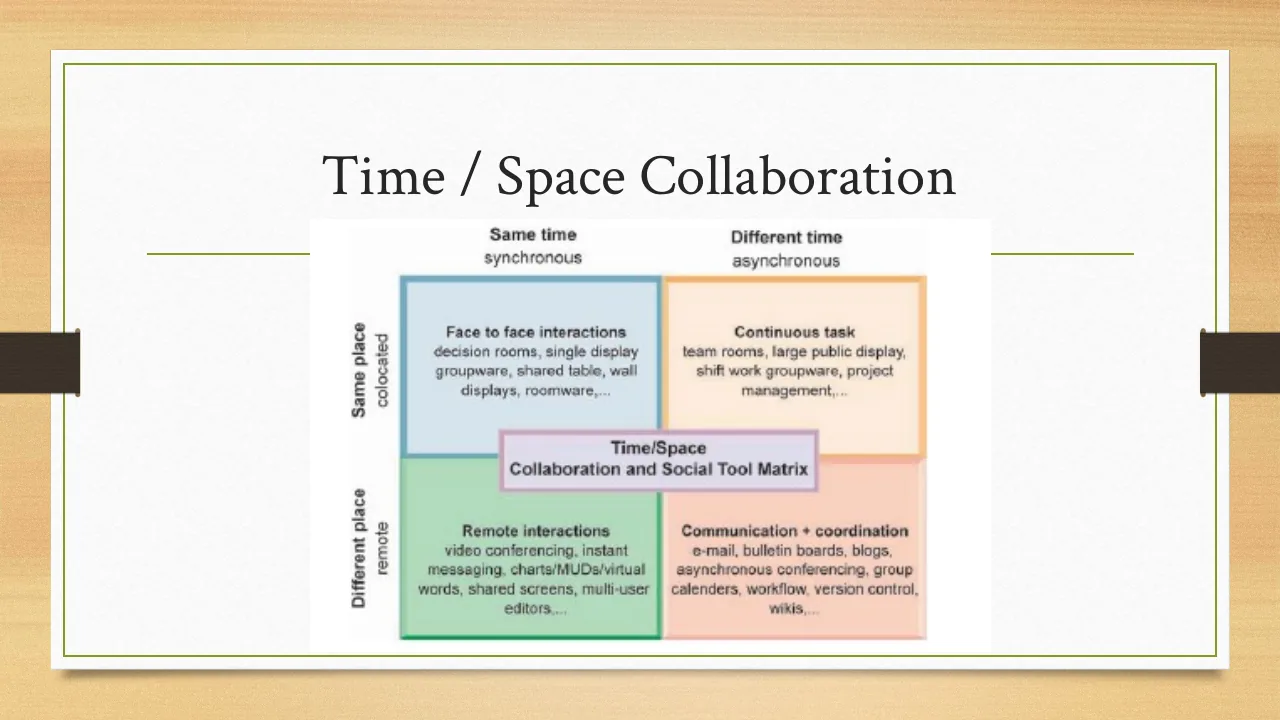 Time / Space Collaboration
Same time
synchronous
Different time
asynchronous
Same place
colocated
Face to face interactions
decision rooms, single display
groupware, shared table, wall
displays, roomware,...
Continuous task
team rooms, large public display,
shift work groupware, project
management,...
Time/Space
Collaboration and Social Tool Matrix
Different place
remote
Remote interactions
video conferencing, instant
messaging, charts/MUDs/virtual
words, shared screens, multi-user
editors,...
Communication + coordination
e-mail, bulletin boards, blogs,
asynchronous conferencing, group
calenders, workflow, version control,
wikis,...